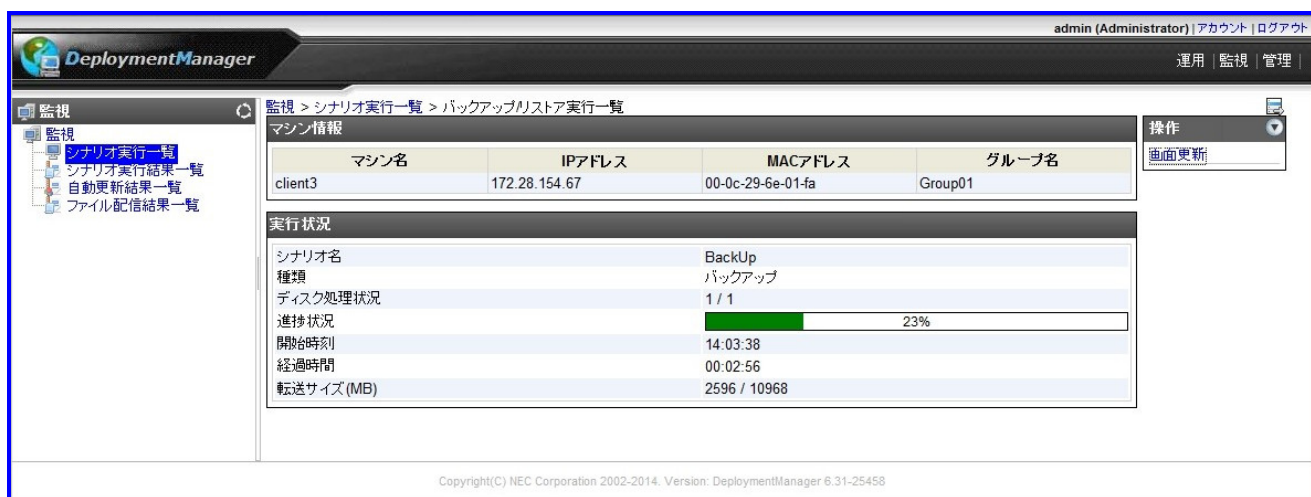 admin (Administrator) | アカウント | ログアウト
DeploymentManager
運用 | 監視 | 管理 |
監視
監視
シナリオ実行一覧
シナリオ実行結果一覧
自動更新結果一覧
ファイル配信結果一覧
監視 > シナリオ実行一覧 > バックアップ/リストア実行一覧
マシン情報
マシン名 IPアドレス MACアドレス グループ名
client3 172.28.154.67 00-0c-29-6e-01-fa Group01
実行状況
シナリオ名 BackUp
種類 バックアップ
ディスク処理状況 1 / 1
進捗状況 23%
開始時刻 14:03:38
経過時間 00:02:56
転送サイズ(MB) 2596 / 10968
操作
画面更新
Copyright(C) NEC Corporation 2002-2014. Version: DeploymentManager 6.31-25458